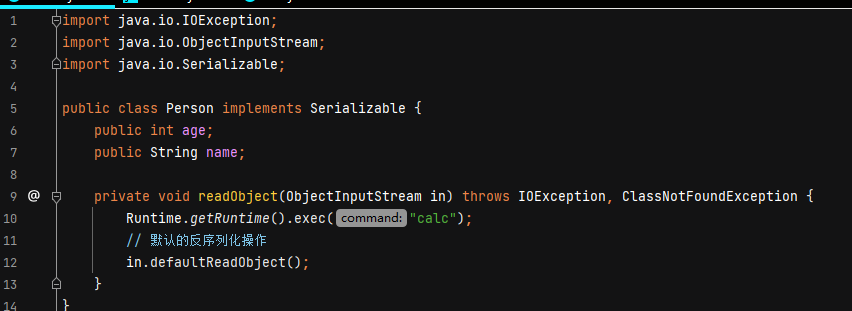 1 import java.io.IOException;
2 import java.io.ObjectInputStream;
3 import java.io.Serializable;
4
5 public class Person implements Serializable {
6 public int age;
7 public String name;
8
9 @ private void readObject(ObjectInputStream in) throws IOException, ClassNotFoundException {
10 Runtime.getRuntime().exec( command: "calc");
11 // 默认的反序列化操作
12 in.defaultReadObject();
13 }
14 }